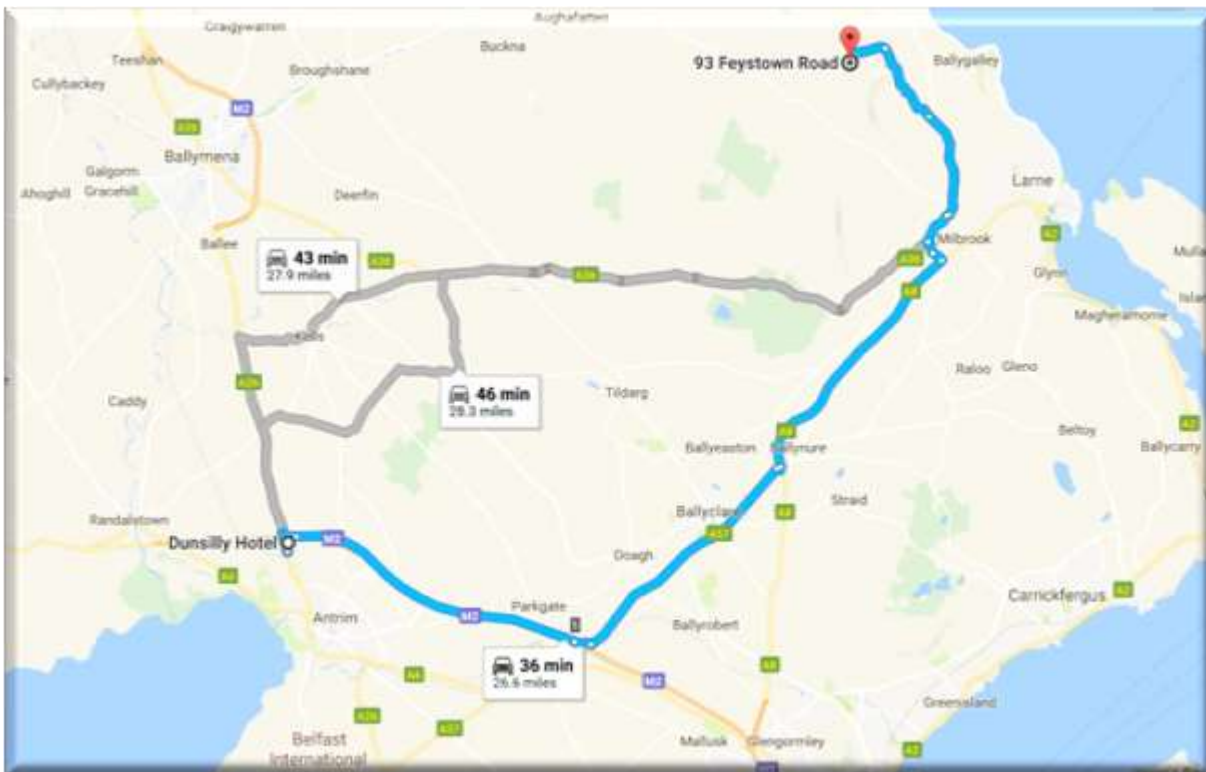 Aughafatten
Craigywarren
Buckna
Teeshan
Broughshane
93 Feystown Road
Ballygalley
Cullybackey
M2
A26
Ballymena
Galgorm
Ahoghill
Gracehill
Deerfin
Larne
Ballee
Millbrook
A2
43 min
27.9 miles
A36
A36
A36
Glynn
A8
Magheramorne
Kells
A26
46 min
28.3 miles
Raloo
Gleno
Caddy
Tildarg
A8
Beltoy
A2
Ballyeaston
Ballynure
Ballycarry
Straid
Randalstown
Ballyclare
A8
Dunsilly Hotel
M2
A57
Doagh
A6
Carrickfergus
A2
Antrim
M2
Parkgate
Ballyrobert
36 min
26.6 miles
A6
M2
A8
Greenisland
A26
A57
Belfast
International
Mallusk
Glengormley
A2
M2